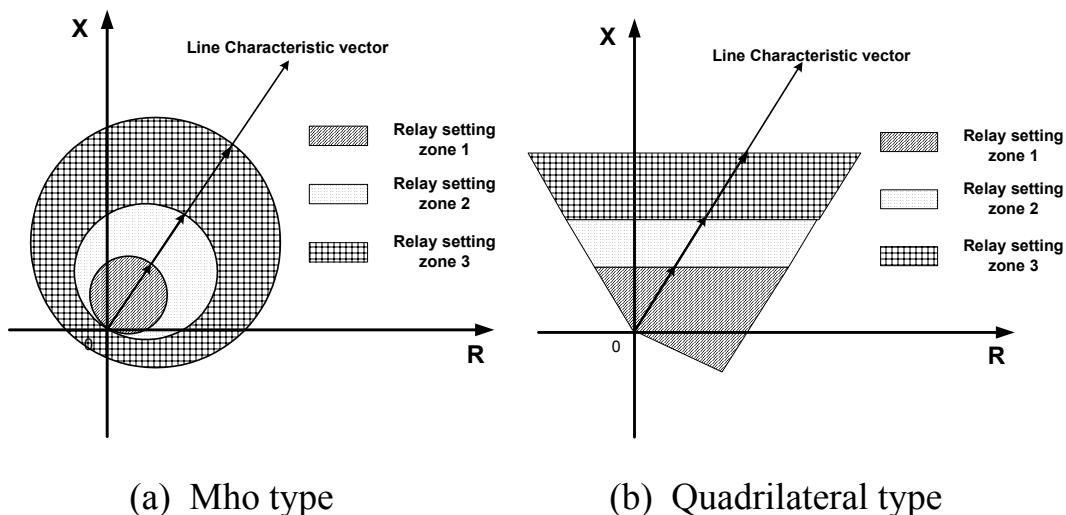 X
Line Characteristic vector
Relay setting
zone 1
Relay setting
zone 2
Relay setting
zone 3
0
R
(a) Mho type
X
Line Characteristic vector
Relay setting
zone 1
Relay setting
zone 2
Relay setting
zone 3
0
R
(b) Quadrilateral type